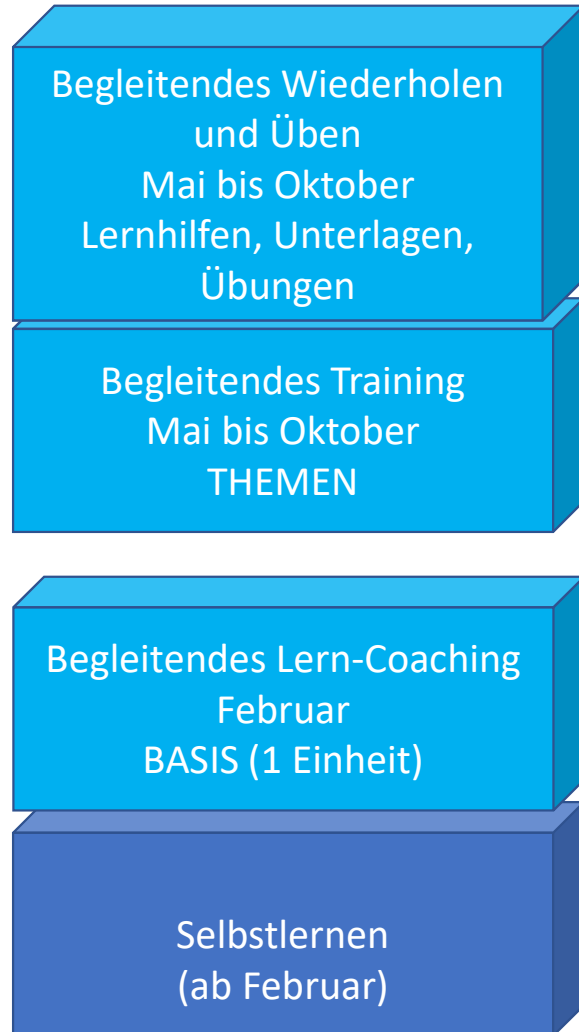 Begleitendes Wiederholen
und Üben
Mai bis Oktober
Lernhilfen, Unterlagen,
Übungen
Begleitendes Training
Mai bis Oktober
THEMEN
Begleitendes Lern-Coaching
Februar
BASIS (1 Einheit)
Selbstlernen
(ab Februar)